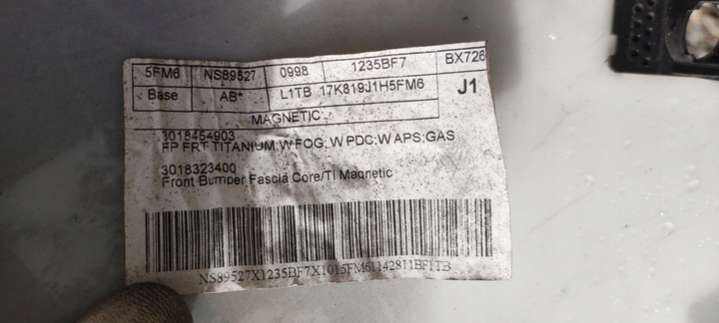 5FM6 NS89527 0998 1235BF7 BX726
Base AB* L1TB 17K819J1H5FM6 J1
MAGNETIC
3018454903
FP FRT TITANIUM;W FOG; W PDC; W APS;GAS
3018323400
Front Bumper Fascia Core/TI Magnetic
NS89527X1235BF7X1015FM61142811BF1TB